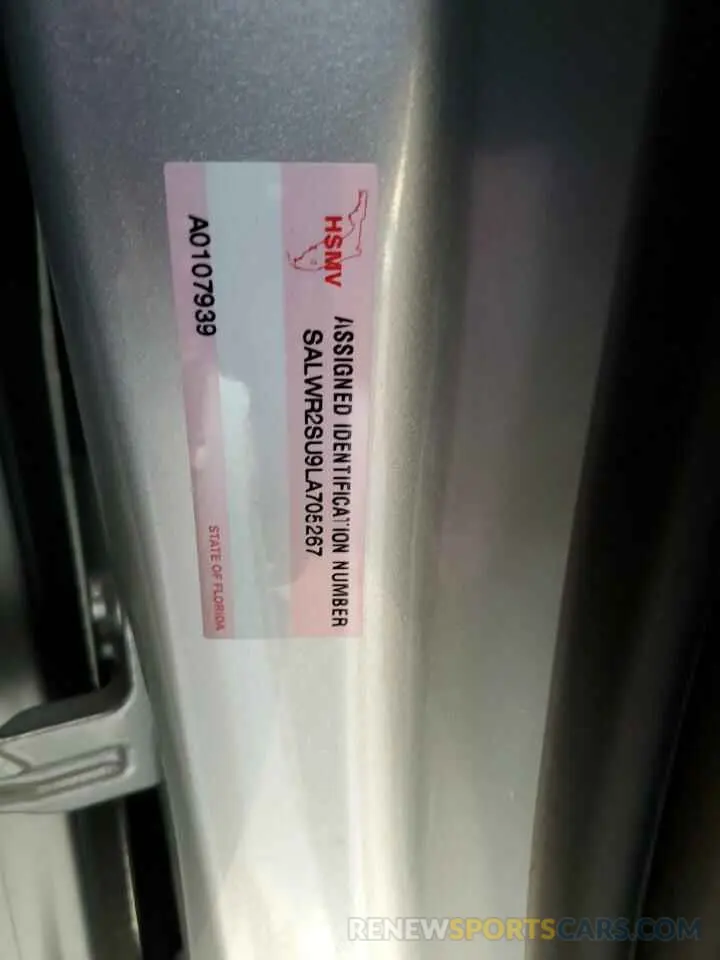 HSMV
ASSIGNED IDENTIFICATION NUMBER
SALWR2SU9LA705267
A0107939
STATE OF FLORIDA
RENEWSPORTSCARS.COM